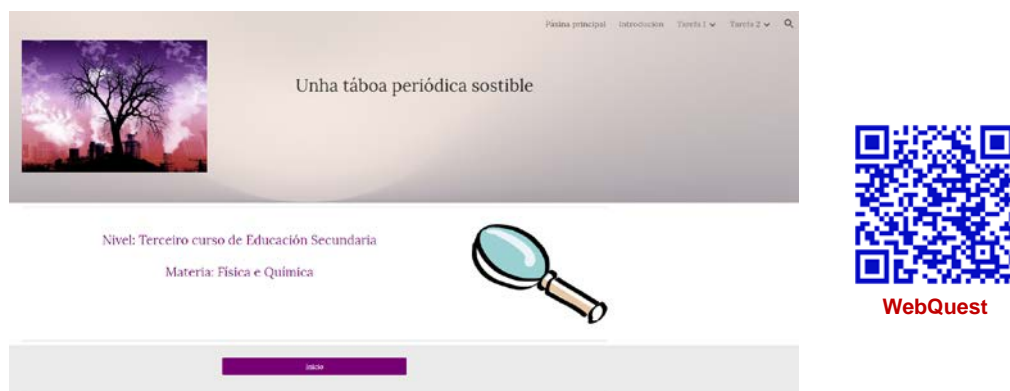 Páxina principal Introducion Tarefa 1 Tarefa 2
Unha táboa periódica sostible
Nivel: Terceiro curso de Educación Secundaria
Materia: Física e Química
inicio
WebQuest